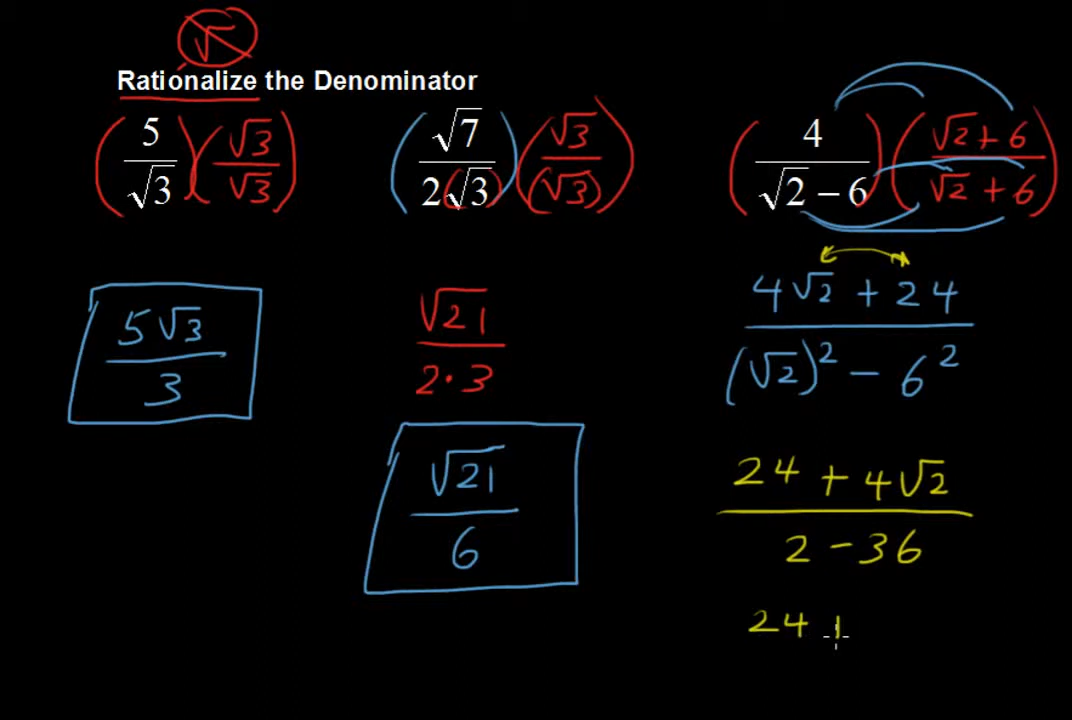 √
Rationalize the Denominator
(5/√3)(√3/√3)
(√7/2(√3))(√3/(√3))
(4/√2 − 6)(√2 + 6/√2 + 6)
5√3/3
√21/2·3
√21/6
4√2 + 24/(√2)² − 6²
24 + 4√2/2 − 36
24 +